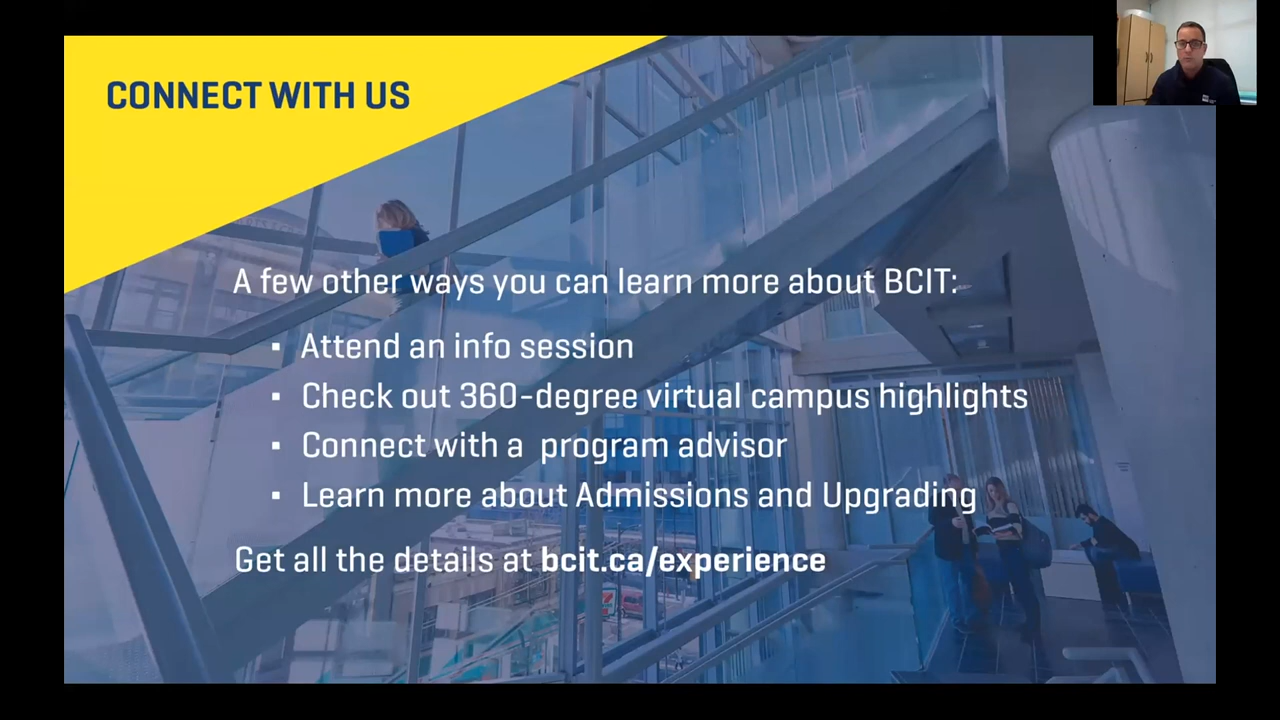 CONNECT WITH US
A few other ways you can learn more about BCIT:
▪ Attend an info session
▪ Check out 360-degree virtual campus highlights
▪ Connect with a program advisor
▪ Learn more about Admissions and Upgrading
Get all the details at bcit.ca/experience